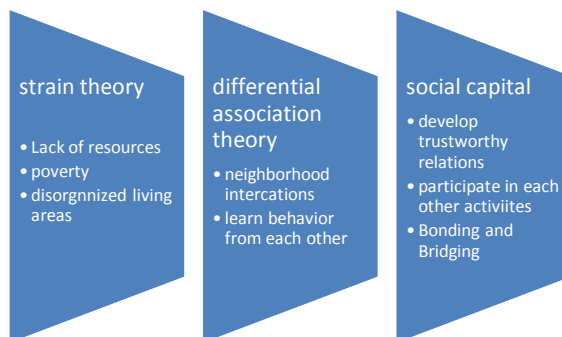 strain theory
• Lack of resources
• poverty
• disorgnnized living
areas
differential
association
theory
• neighborhood
intercations
• learn behavior
from each other
social capital
• develop
trustworthy
relations
• participate in each
other activiites
• Bonding and
Bridging